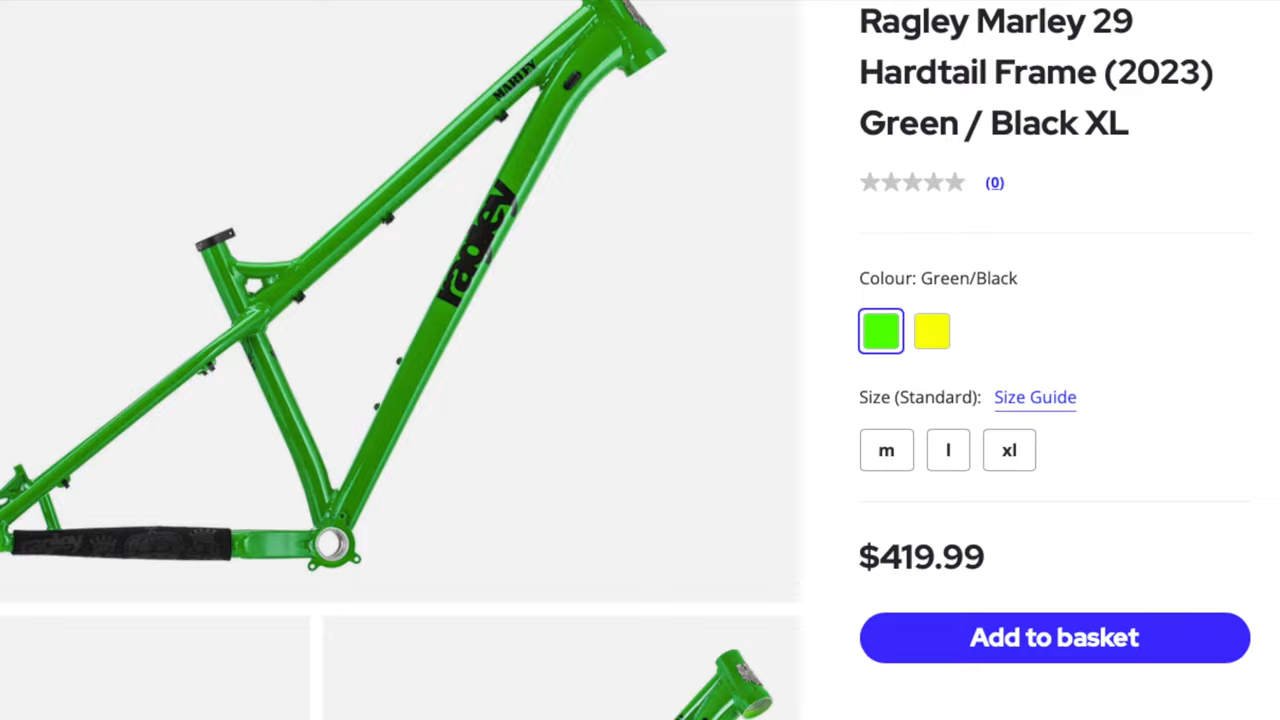 Ragley Marley 29
Hardtail Frame (2023)
Green / Black XL
(0)
Colour: Green/Black
Size (Standard): Size Guide
m l xl
$419.99
Add to basket
MARLEY
ragley
ragley